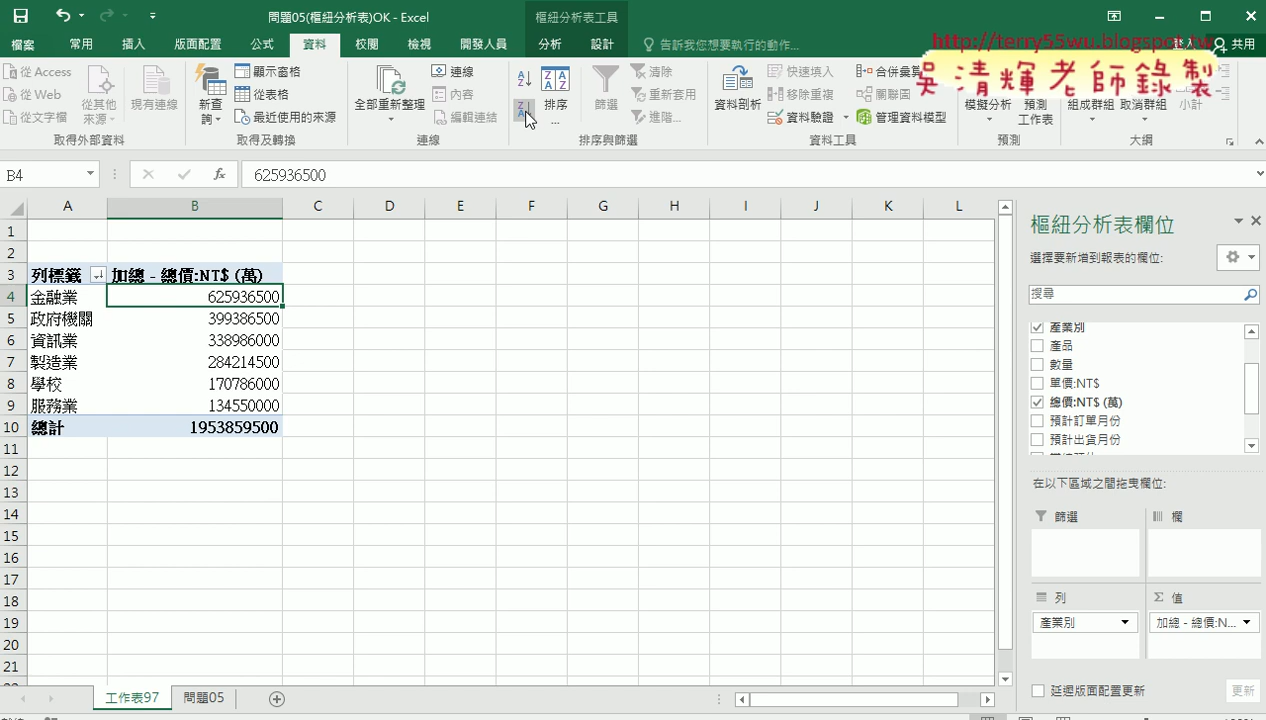 問題05(樞紐分析表)OK - Excel
樞紐分析表工具
檔案 常用 插入 版面配置 公式 資料 校閱 檢視 開發人員 分析 設計 告訴我您想要執行的動作... 共用
http://terry55wu.blogspot.tw
吳清輝老師錄製
從 Access
從 Web
從文字檔
從其他來源
現有連線
取得外部資料
新查詢
顯示窗格
從表格
最近使用的來源
取得及轉換
全部重新整理
連線
內容
編輯連結
連線
排序...
篩選
清除
重新套用
進階...
排序與篩選
資料剖析
快速填入
移除重複
資料驗證
合併彙算
關聯圖
管理資料模型
資料工具
模擬分析
預測工作表
預測
組成群組 取消群組 小計
大綱
B4
fx
625936500
A B C D E F G H I J K L
1
2
3 列標籤 加總 - 總價:NT$ (萬)
4 金融業 625936500
5 政府機關 399386500
6 資訊業 338986000
7 製造業 284214500
8 學校 170786000
9 服務業 134550000
10 總計 1953859500
11
12
13
14
15
16
17
18
19
20
21
樞紐分析表欄位
選擇要新增到報表的欄位:
搜尋
產業別
產品
數量
單價:NT$
總價:NT$ (萬)
預計訂單月份
預計出貨月份
在以下區域之間拖曳欄位:
篩選
欄
列
Σ 值
產業別
加總 - 總價:N...
延遲版面配置更新
更新
工作表97 問題05